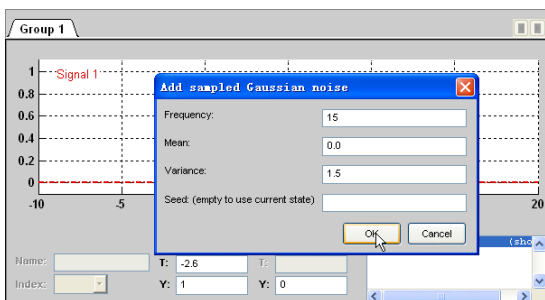 Group 1
1
Signal 1
0.8
0.6
0.4
0.2
0
-10
-5
20
Add sampled Gaussian noise
Frequency:
15
Mean:
0.0
Variance:
1.5
Seed: (empty to use current state)
OK
Cancel
(sho
Name:
T:
-2.6
T:
Index:
Y:
1
Y:
0